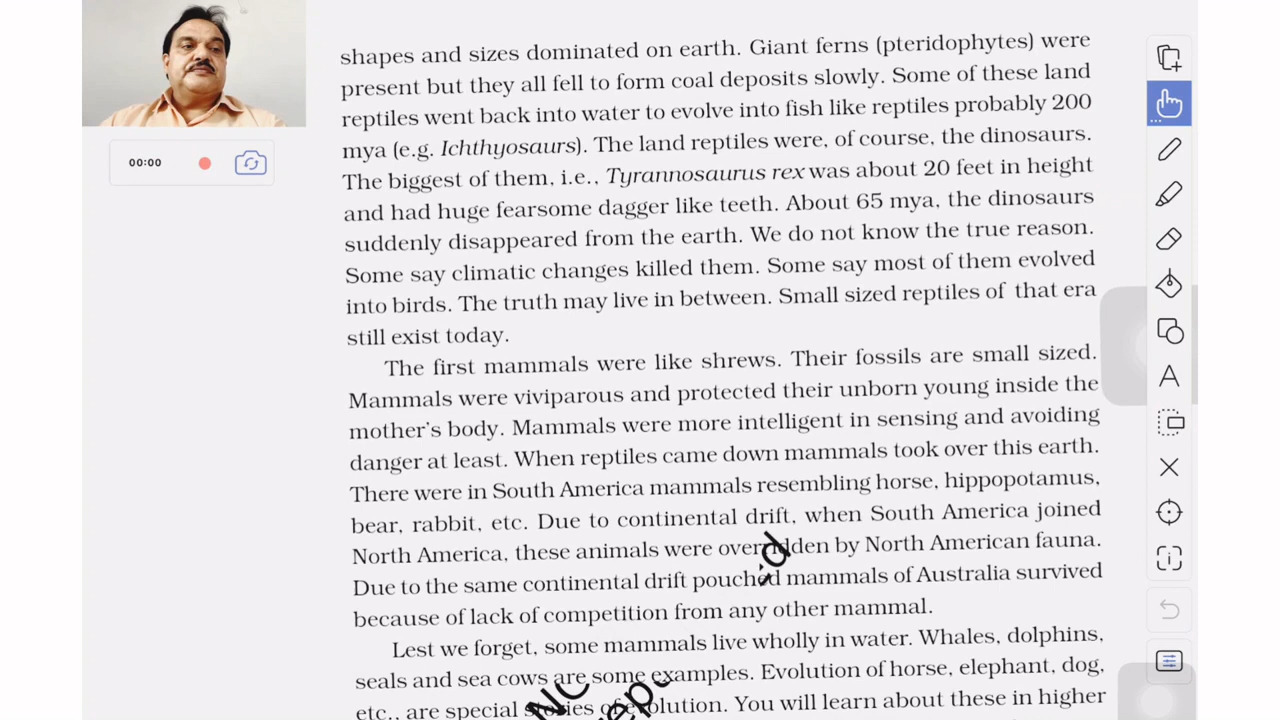 shapes and sizes dominated on earth. Giant ferns (pteridophytes) were
present but they all fell to form coal deposits slowly. Some of these land
reptiles went back into water to evolve into fish like reptiles probably 200
mya (e.g. Ichthyosaurs). The land reptiles were, of course, the dinosaurs.
The biggest of them, i.e., Tyrannosaurus rex was about 20 feet in height
and had huge fearsome dagger like teeth. About 65 mya, the dinosaurs
suddenly disappeared from the earth. We do not know the true reason.
Some say climatic changes killed them. Some say most of them evolved
into birds. The truth may live in between. Small sized reptiles of that era
still exist today.
The first mammals were like shrews. Their fossils are small sized.
Mammals were viviparous and protected their unborn young inside the
mother's body. Mammals were more intelligent in sensing and avoiding
danger at least. When reptiles came down mammals took over this earth.
There were in South America mammals resembling horse, hippopotamus,
bear, rabbit, etc. Due to continental drift, when South America joined
North America, these animals were overridden by North American fauna.
Due to the same continental drift pouched mammals of Australia survived
because of lack of competition from any other mammal.
Lest we forget, some mammals live wholly in water. Whales, dolphins,
seals and sea cows are some examples. Evolution of horse, elephant, dog,
etc., are special stories of evolution. You will learn about these in higher
00:00